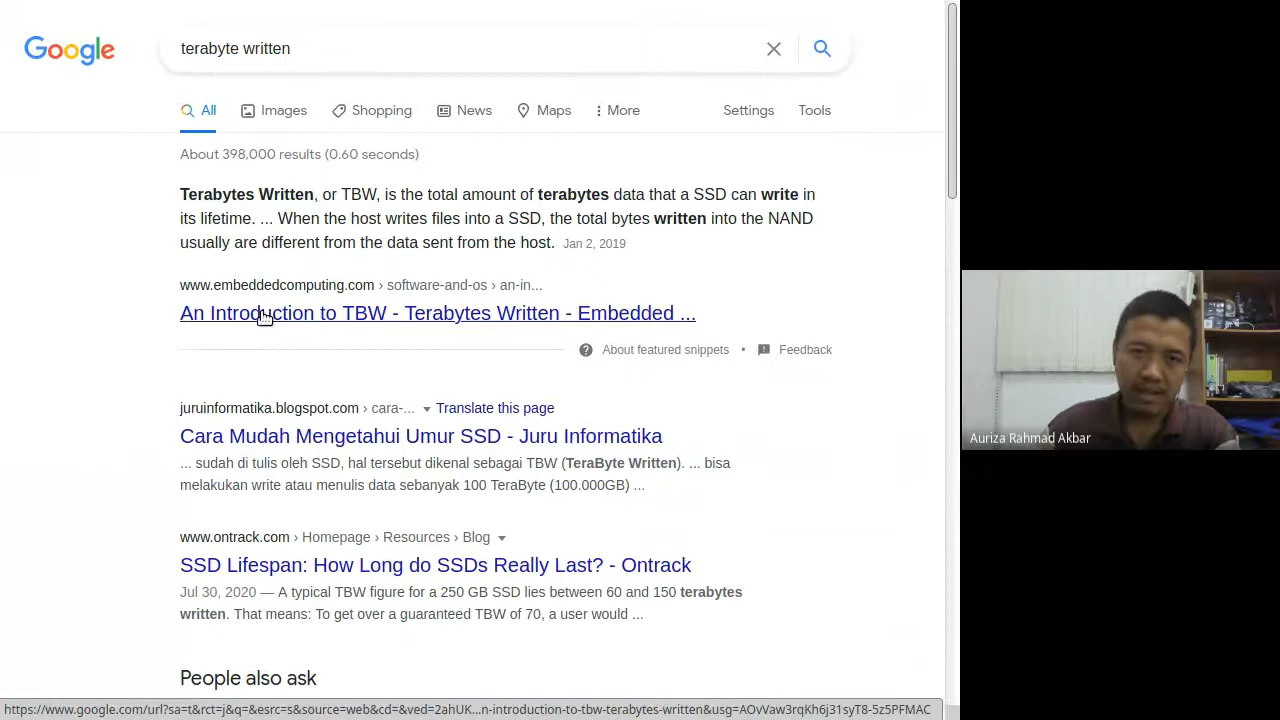 Google
terabyte written
All Images Shopping News Maps More Settings Tools
About 398,000 results (0.60 seconds)
Terabytes Written, or TBW, is the total amount of terabytes data that a SSD can write in
its lifetime. ... When the host writes files into a SSD, the total bytes written into the NAND
usually are different from the data sent from the host. Jan 2, 2019
www.embeddedcomputing.com › software-and-os › an-in...
An Introduction to TBW - Terabytes Written - Embedded ...
About featured snippets • Feedback
juruinformatika.blogspot.com › cara-... Translate this page
Cara Mudah Mengetahui Umur SSD - Juru Informatika
... sudah di tulis oleh SSD, hal tersebut dikenal sebagai TBW (TeraByte Written). ... bisa
melakukan write atau menulis data sebanyak 100 TeraByte (100.000GB) ...
www.ontrack.com › Homepage › Resources › Blog
SSD Lifespan: How Long do SSDs Really Last? - Ontrack
Jul 30, 2020 — A typical TBW figure for a 250 GB SSD lies between 60 and 150 terabytes
written. That means: To get over a guaranteed TBW of 70, a user would ...
People also ask
https://www.google.com/url?sa=t&rct=j&q=&esrc=s&source=web&cd=&ved=2ahUK...n-introduction-to-tbw-terabytes-written&usg=AOvVaw3rqKh6j31syT8-5z5PFMAC
Auriza Rahmad Akbar